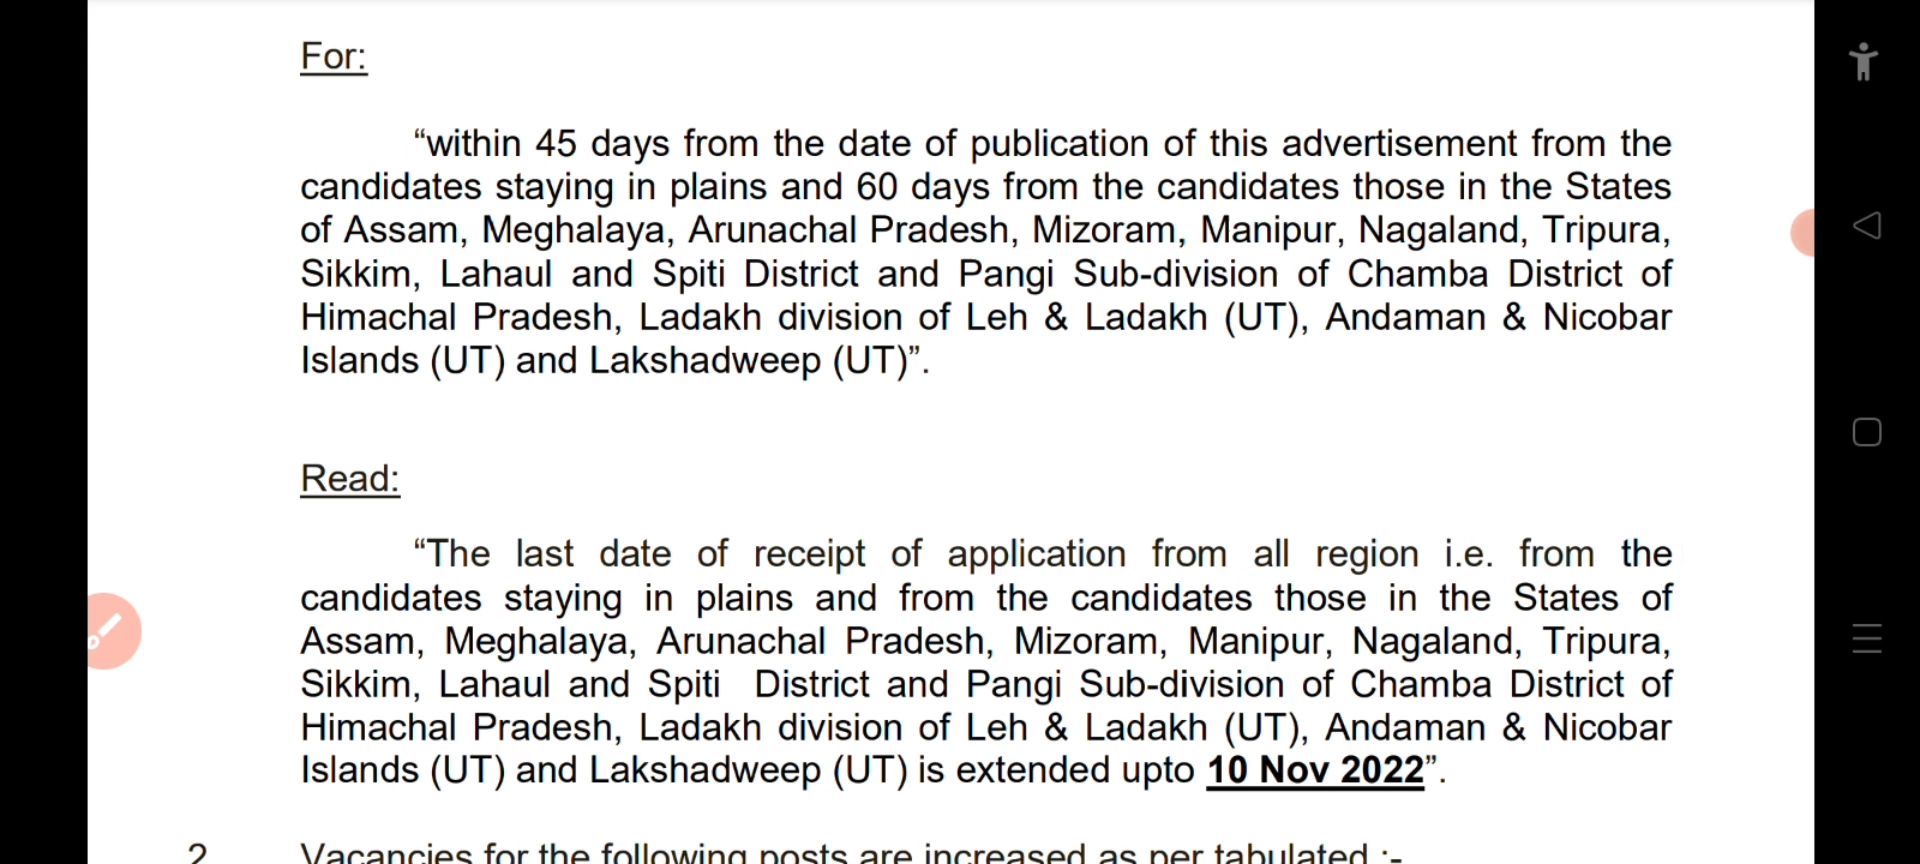 For:
“within 45 days from the date of publication of this advertisement from the
candidates staying in plains and 60 days from the candidates those in the States
of Assam, Meghalaya, Arunachal Pradesh, Mizoram, Manipur, Nagaland, Tripura,
Sikkim, Lahaul and Spiti District and Pangi Sub-division of Chamba District of
Himachal Pradesh, Ladakh division of Leh & Ladakh (UT), Andaman & Nicobar
Islands (UT) and Lakshadweep (UT)”.
Read:
“The last date of receipt of application from all region i.e. from the
candidates staying in plains and from the candidates those in the States of
Assam, Meghalaya, Arunachal Pradesh, Mizoram, Manipur, Nagaland, Tripura,
Sikkim, Lahaul and Spiti District and Pangi Sub-division of Chamba District of
Himachal Pradesh, Ladakh division of Leh & Ladakh (UT), Andaman & Nicobar
Islands (UT) and Lakshadweep (UT) is extended upto 10 Nov 2022”.
2 Vacancies for the following posts are increased as per tabulated :-